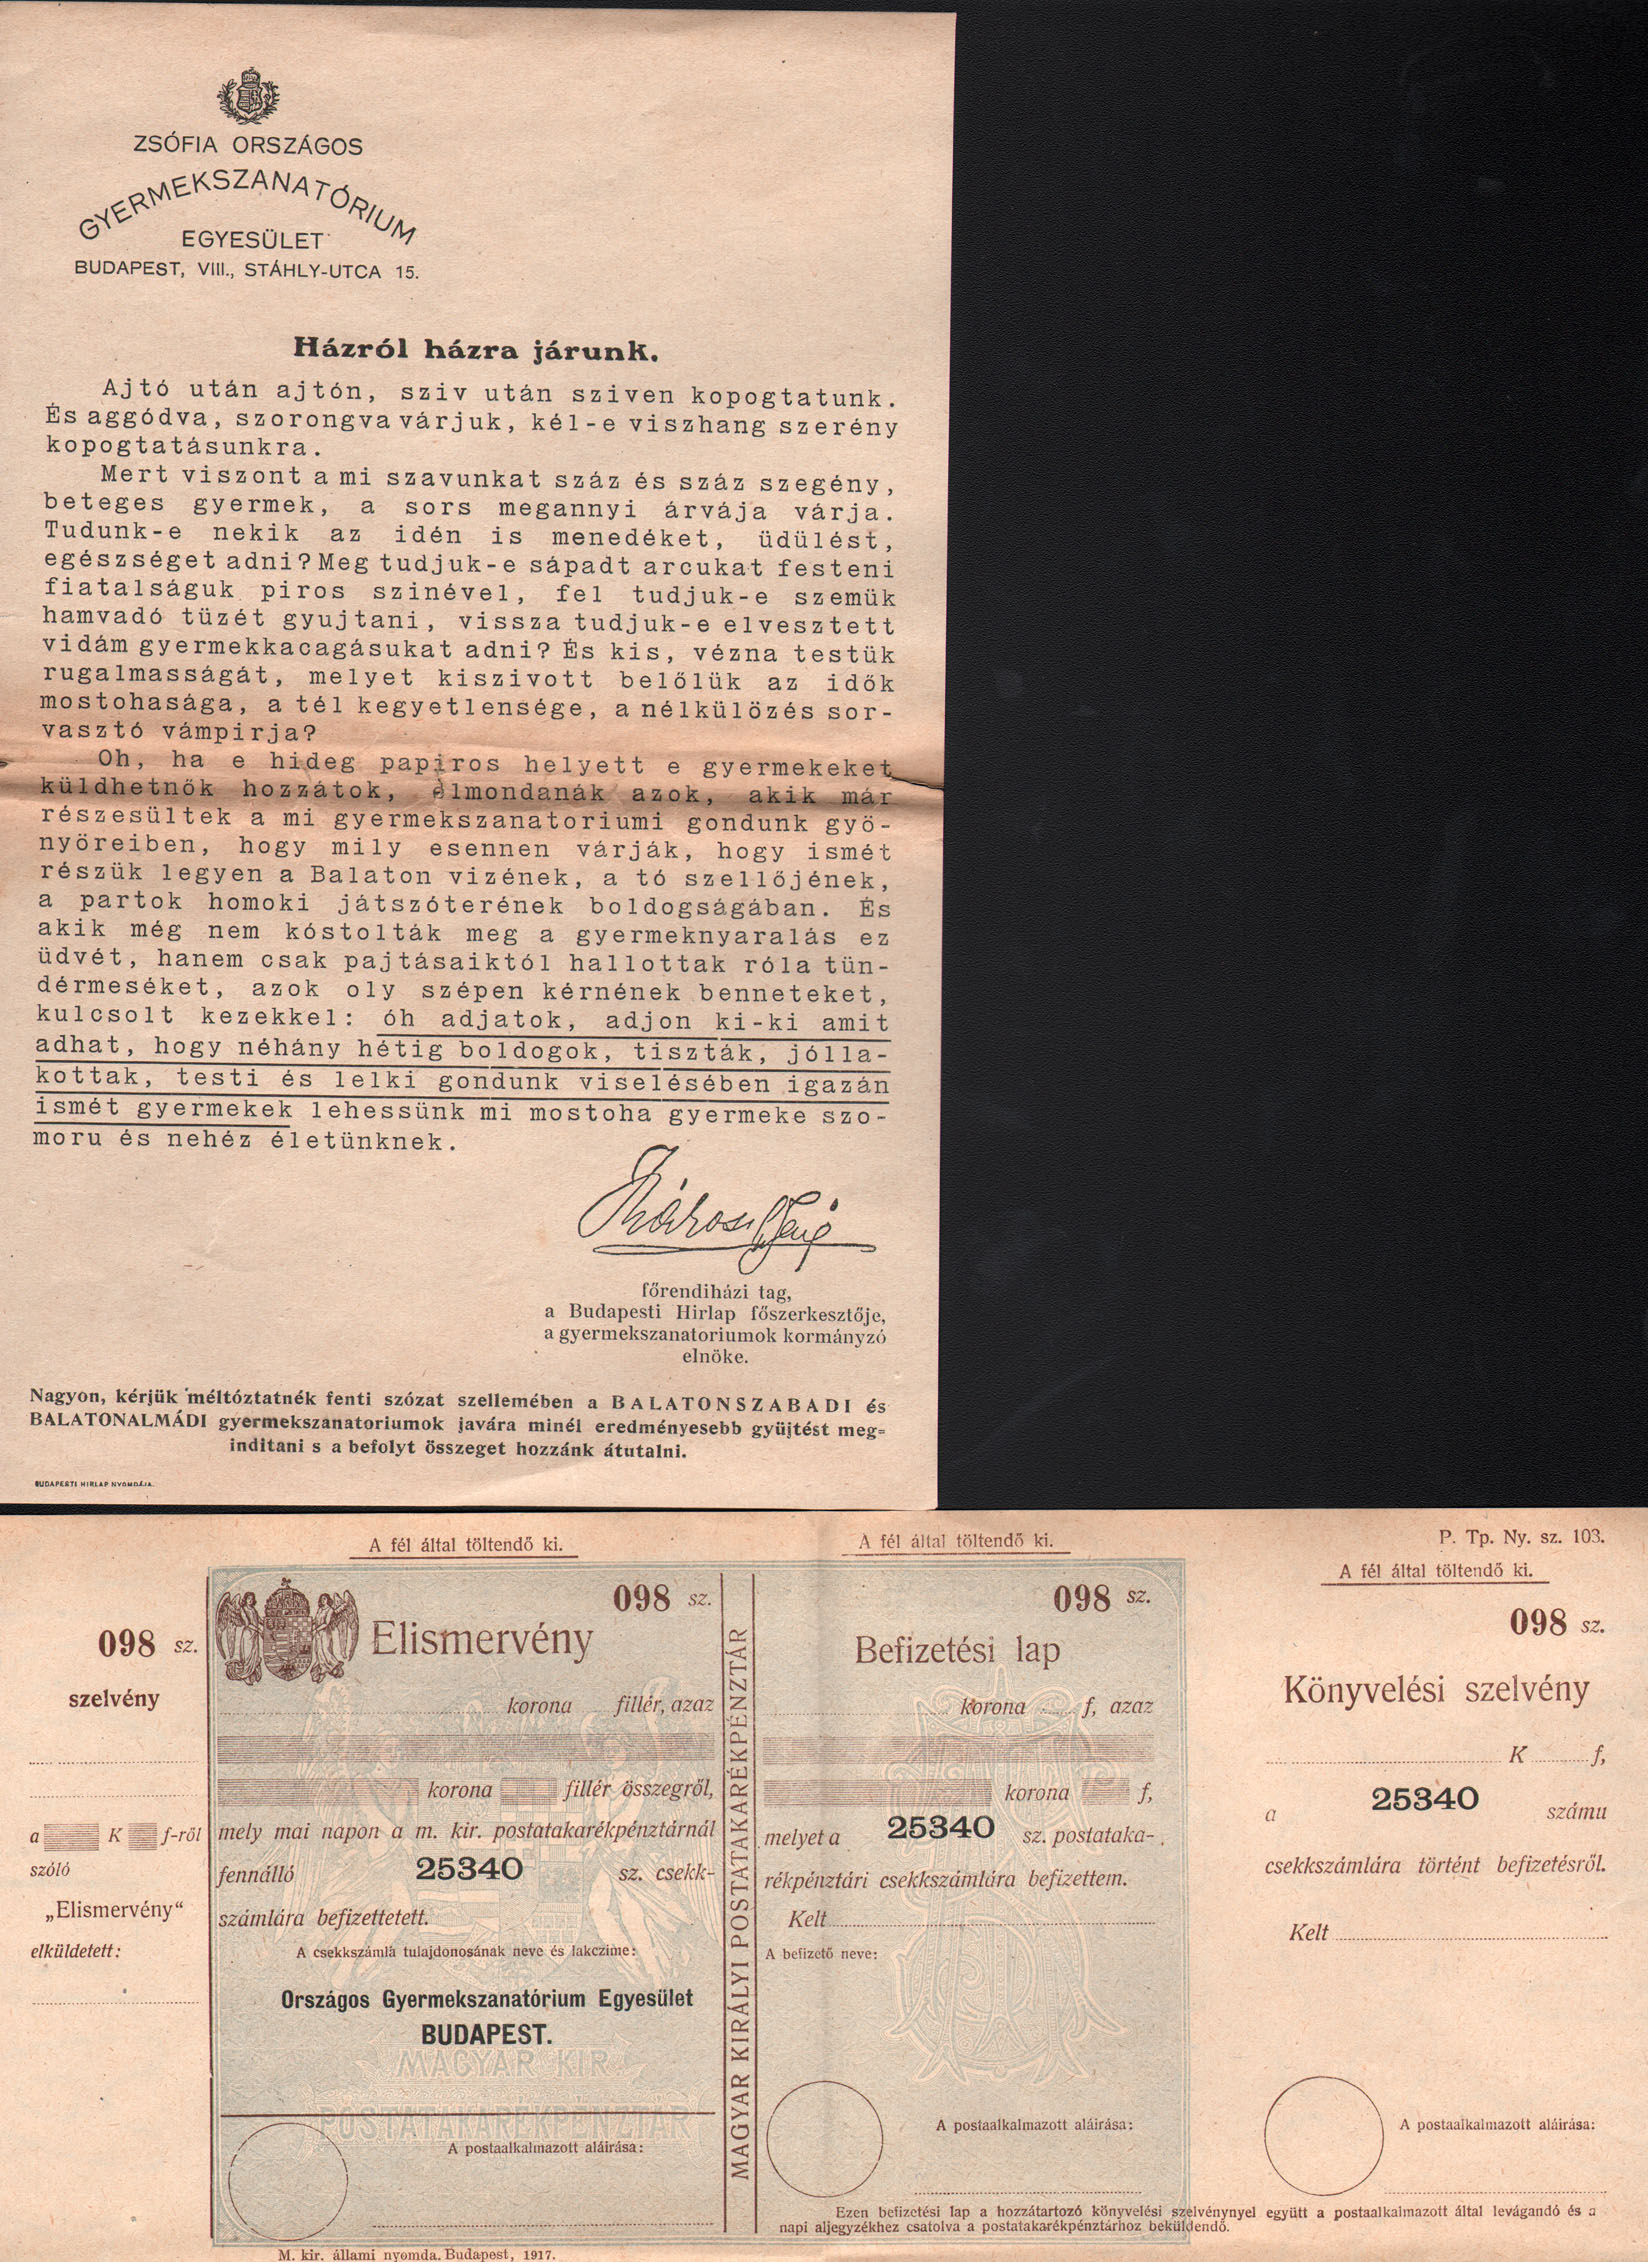 ZSÓFIA ORSZÁGOS
GYERMEKSZANATÓRIUM
EGYESÜLET
BUDAPEST, VIII., STÁHLY-UTCA 15.
Házról házra járunk.
Ajtó után ajtón, sziv után sziven kopogtatunk.
És aggódva, szorongva várjuk, kél-e viszhang szerény
kopogtatásunkra.
Mert viszont a mi szavunkat száz és száz szegény,
beteges gyermek, a sors megannyi árvája várja.
Tudunk-e nekik az idén is menedéket, üdülést,
egészséget adni? Meg tudjuk-e sápadt arcukat festeni
fiatalságuk piros szinével, fel tudjuk-e szemük
hamvadó tüzét gyujtani, vissza tudjuk-e elvesztett
vidám gyermekkacagásukat adni? És kis, vézna testük
rugalmasságát, melyet kiszivott belőlük az idők
mostohasága, a tél kegyetlensége, a nélkülözés sor-
vasztó vámpirja?
Oh, ha e hideg papiros helyett e gyermekeket
küldhetnők hozzátok, elmondanák azok, akik már
részesültek a mi gyermekszanatoriumi gondunk gyö-
nyöreiben, hogy mily esennen várják, hogy ismét
részük legyen a Balaton vizének, a tó szellőjének,
a partok homoki játszóterének boldogságában. És
akik még nem kóstolták meg a gyermeknyaralás ez
üdvét, hanem csak pajtásaiktól hallottak róla tün-
dérmeséket, azok oly szépen kérnének benneteket,
kulcsolt kezekkel: óh adjatok, adjon ki-ki amit
adhat, hogy néhány hétig boldogok, tiszták, jólla-
kottak, testi és lelki gondunk viselésében igazán
ismét gyermekek lehessünk mi mostoha gyermeke szo-
moru és nehéz életünknek.
Rákosi Jenő
főrendiházi tag,
a Budapesti Hirlap főszerkesztője,
a gyermekszanatoriumok kormányzó
elnöke.
Nagyon, kérjük méltóztatnék fenti szózat szellemében a BALATONSZABADI és
BALATONALMÁDI gyermekszanatoriumok javára minél eredményesebb gyüjtést meg-
inditani s a befolyt összeget hozzánk átutalni.
BUDAPESTI HIRLAP NYOMDÁJA.
098 sz.
szelvény
a K f-ről
szóló
„Elismervény“
elküldetett:
A fél által töltendő ki.
098 sz.
Elismervény
korona fillér, azaz
korona fillér összegről,
mely mai napon a m. kir. postatakarékpénztárnál
fennálló 25340 sz. csekk-
számlára befizettetett.
A csekkszámla tulajdonosának neve és lakczime:
Országos Gyermekszanatórium Egyesület
BUDAPEST.
MAGYAR KIR.
POSTATAKARÉKPÉNZTÁR
A postaalkalmazott aláirása:
M. kir. állami nyomda. Budapest, 1917.
MAGYAR KIRÁLYI POSTATAKARÉKPÉNZTÁR
A fél által töltendő ki.
098 sz.
Befizetési lap
korona f, azaz
korona f,
melyet a 25340 sz. postataka-
rékpénztári csekkszámlára befizettem.
Kelt
A befizető neve:
A postaalkalmazott aláirása:
P. Tp. Ny. sz. 103.
A fél által töltendő ki.
098 sz.
Könyvelési szelvény
K f,
a 25340 számu
csekkszámlára történt befizetésről.
Kelt
A postaalkalmazott aláirása:
Ezen befizetési lap a hozzátartozó könyvelési szelvénynyel együtt a postaalkalmazott által levágandó és a
napi aljegyzékhez csatolva a postatakarékpénztárhoz beküldendő.